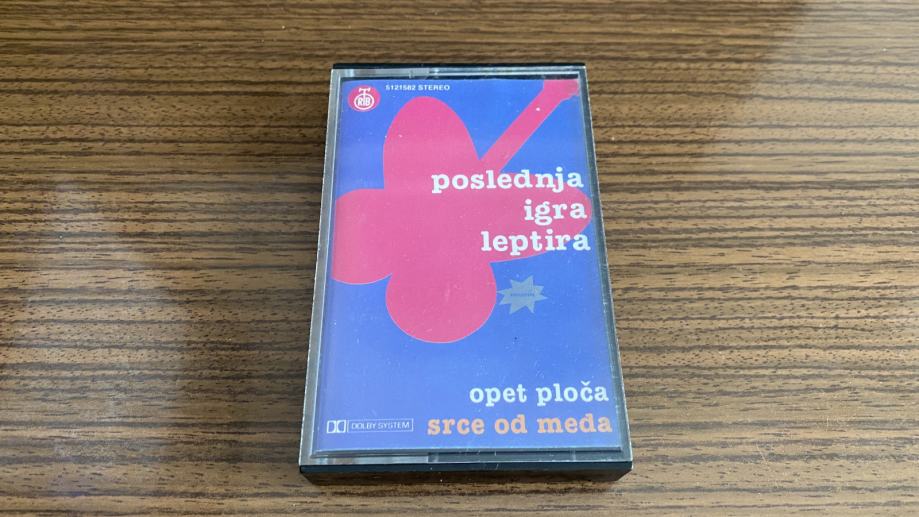 RTB
5121582 STEREO
poslednja
igra
leptira
opet ploča
srce od meda
DOLBY SYSTEM